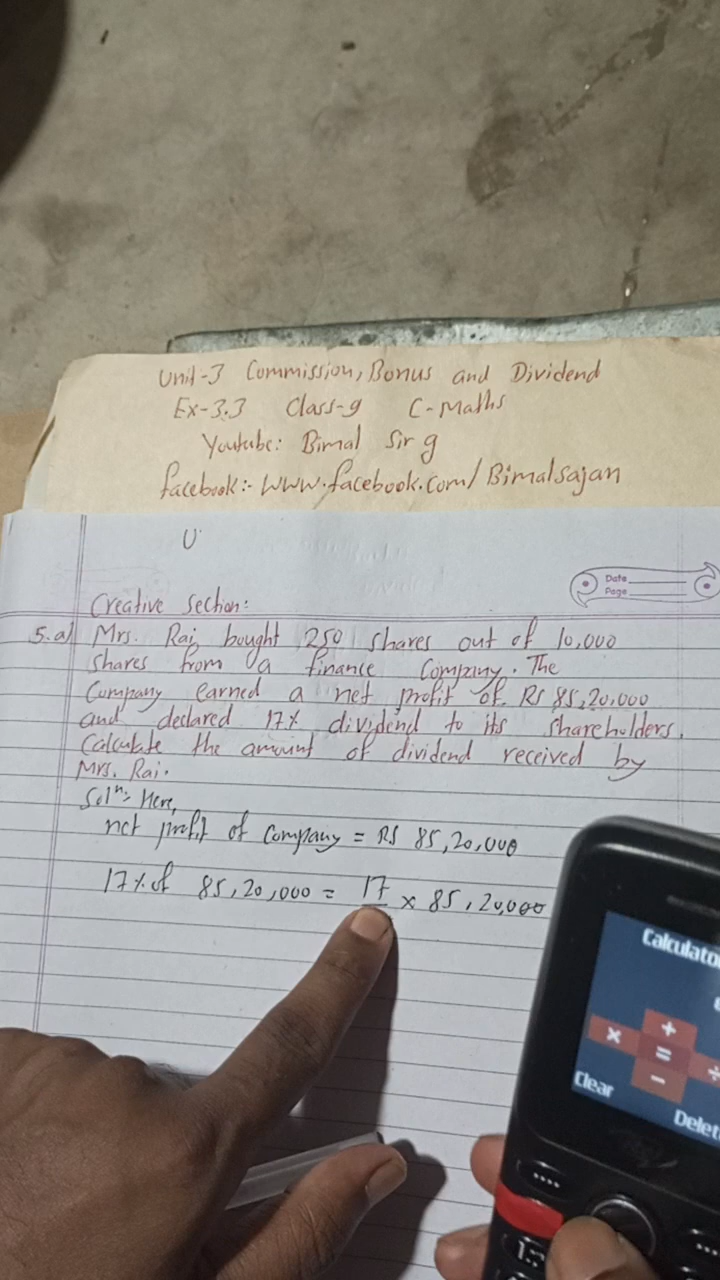 Unit-3 Commission, Bonus and Dividend
Ex-3.3 Class-9 C-Maths
Youtube: Bimal Sir g
facebook:- www.facebook.com/Bimalsajan
U
Date
Page
Creative Section:
5.a) Mrs. Rai bought 250 shares out of 10,000
shares from a finance Company. The
Company earned a net profit of RS 85,20,000
and declared 17% dividend to its shareholders.
Calculate the amount of dividend received by
Mrs. Rai.
Solⁿ:- Here,
net profit of Company = RS 85,20,000
17% of 85,20,000 = 17 × 85,20,000
Calculato
×
+
=
-
÷
Clear
Delet